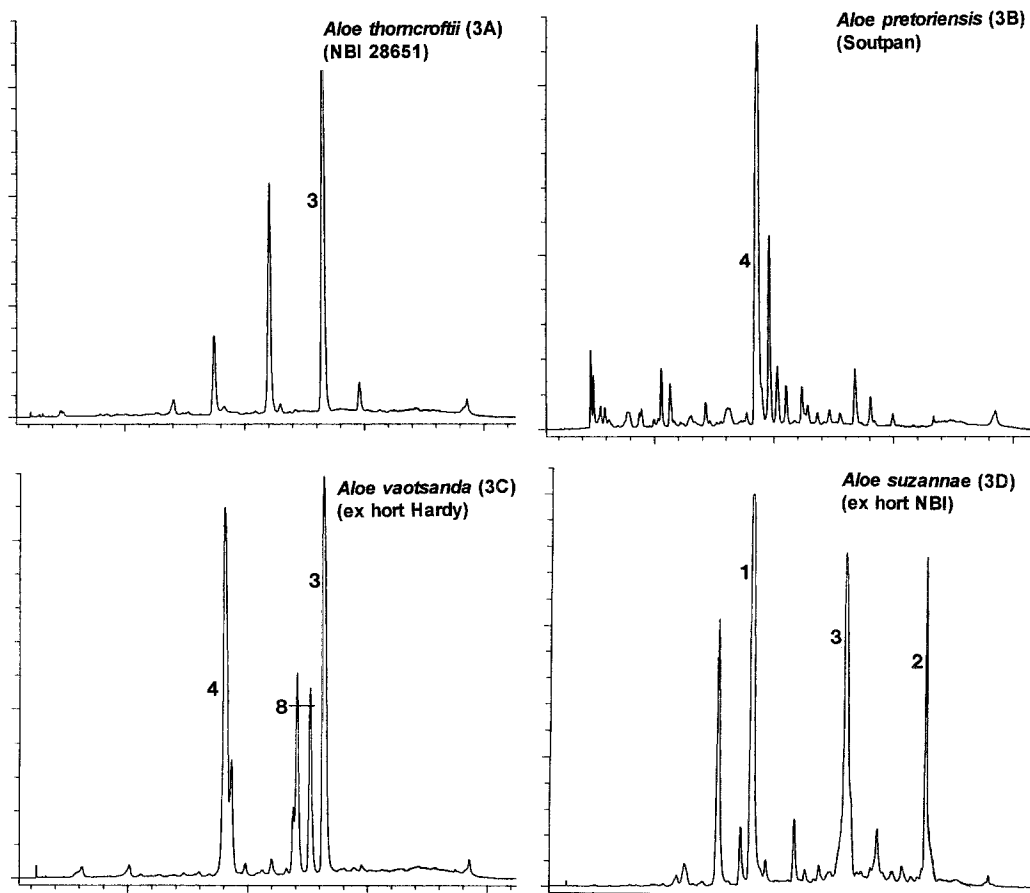 Aloe thorncroftii (3A)
(NBI 28651)
3
Aloe pretoriensis (3B)
(Soutpan)
4
Aloe vaotsanda (3C)
(ex hort Hardy)
3
4
8
Aloe suzannae (3D)
(ex hort NBI)
1
3
2